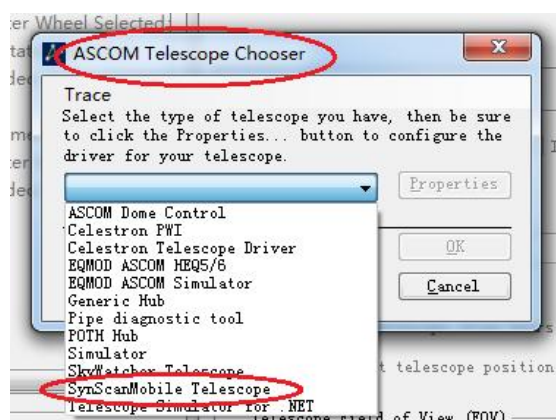 er Wheel Selected.
ASCOM Telescope Chooser
Trace
Select the type of telescope you have, then be sure
to click the Properties... button to configure the
driver for your telescope.
Properties
ASCOM Dome Control
Celestron PWI
Celestron Telescope Driver
EQMOD ASCOM HEQ5/6
OK
EQMOD ASCOM Simulator
Generic Hub
Cancel
Pipe diagnostic tool
POTH Hub
Simulator
SkyWatcher Telescope
t telescope position
SynScanMobile Telescope
Telescope Simulator for .NET
of View (FOV)